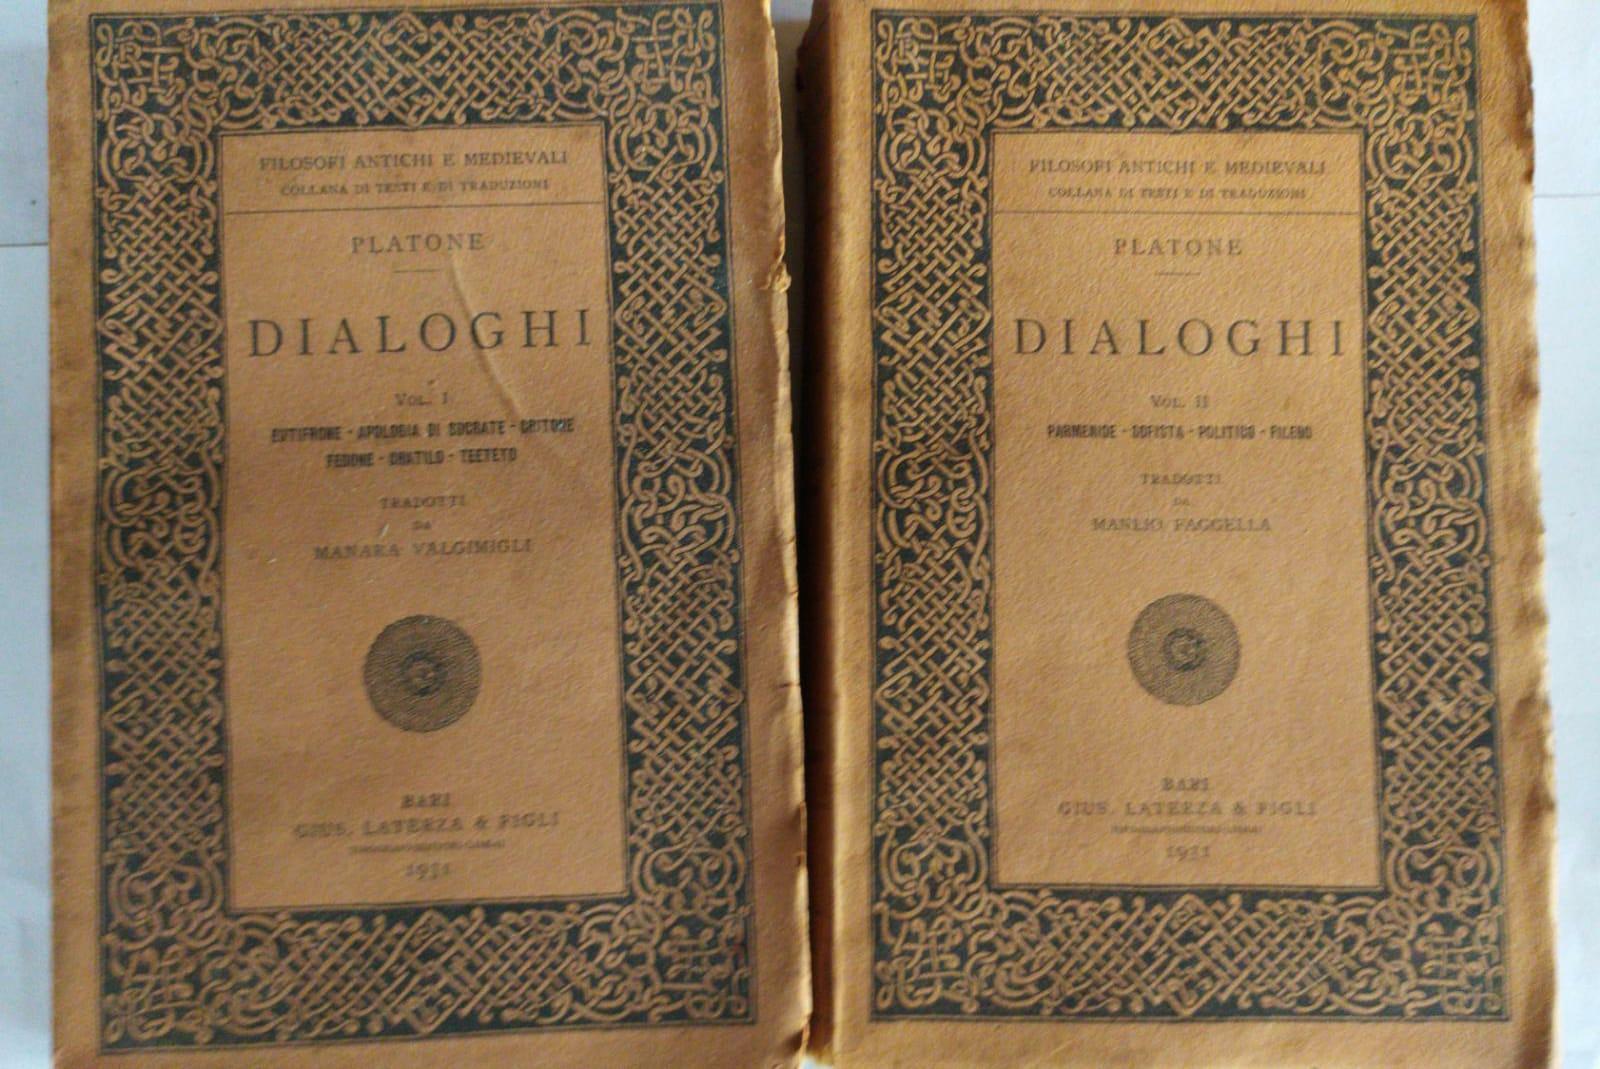 FILOSOFI ANTICHI E MEDIEVALI
COLLANA DI TESTI E DI TRADUZIONI
PLATONE
DIALOGHI
VOL. I
EUTIFRONE - APOLOGIA DI SOCRATE - CRITONE
FEDONE - CRATILO - TEETETO
TRADOTTI
DA
MANARA VALGIMIGLI
BARI
GIUS. LATERZA & FIGLI
1931
FILOSOFI ANTICHI E MEDIEVALI
COLLANA DI TESTI E DI TRADUZIONI
PLATONE
DIALOGHI
VOL. II
PARMENIDE - SOFISTA - POLITICO - FILEBO
TRADOTTI
DA
MANLIO FAGGELLA
BARI
GIUS. LATERZA & FIGLI
1931